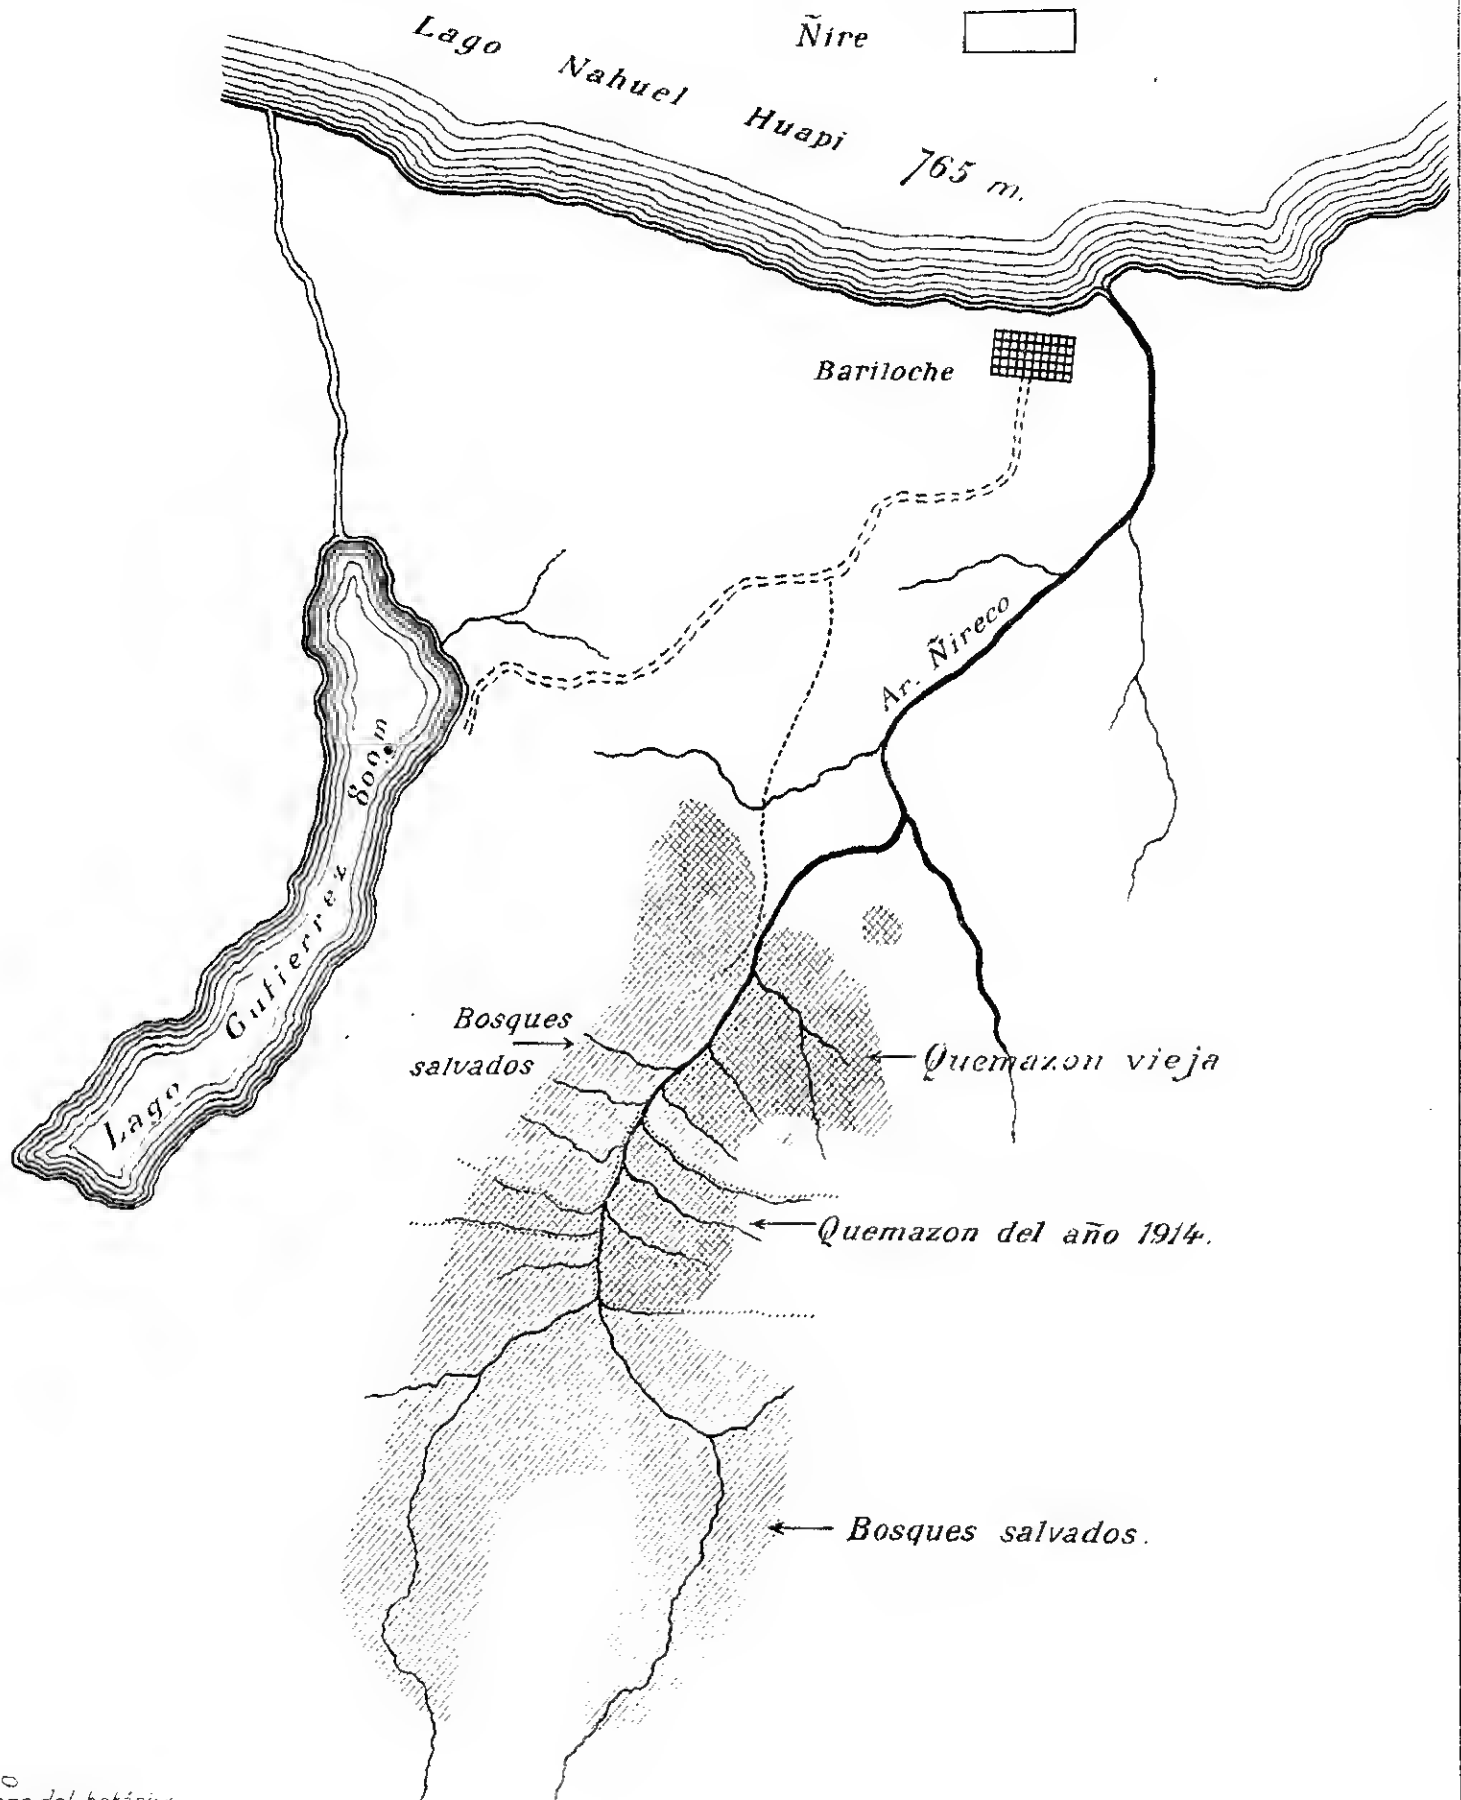 Ñire
Lago Nahuel Huapi 765 m.
Bariloche
Ar. Ñireco
800 m
Lago Gutierrez
Bosques
salvados
Quemazon vieja
Quemazon del año 1914.
Bosques salvados.